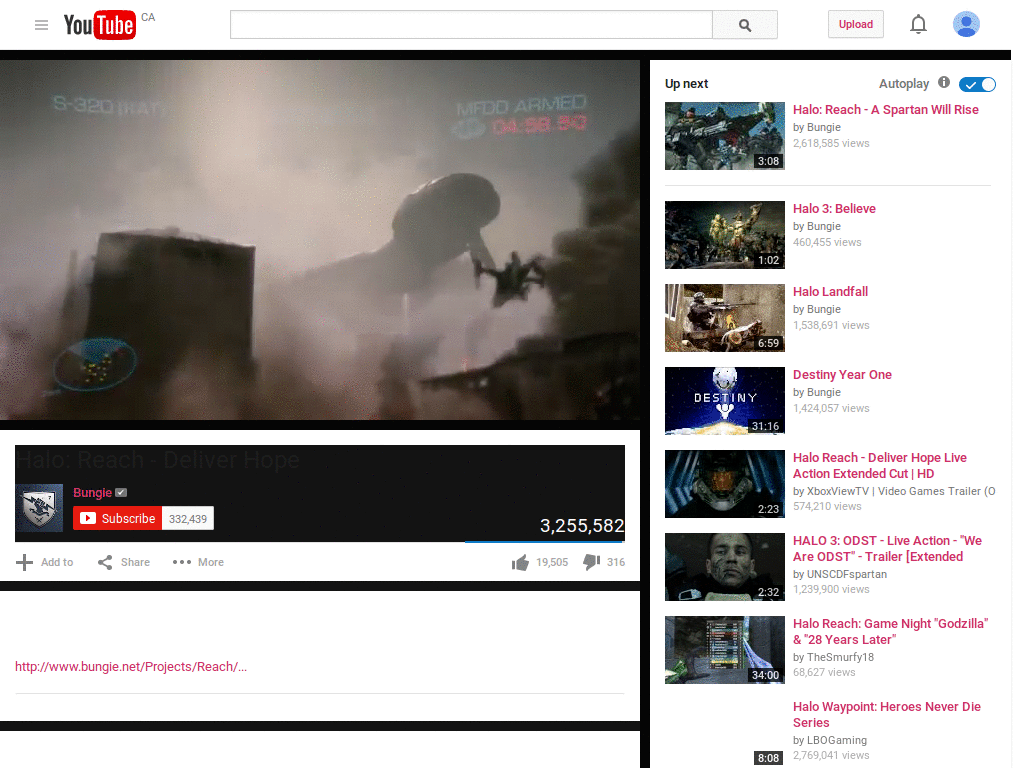 YouTube CA
Upload
S-320 [KAT]
MFDD ARMED
Up next
Autoplay
Halo: Reach - A Spartan Will Rise
by Bungie
2,618,585 views
3:08
Halo 3: Believe
by Bungie
460,455 views
1:02
Halo Landfall
by Bungie
1,538,691 views
6:59
Destiny Year One
by Bungie
1,424,057 views
DESTINY
31:16
Halo Reach - Deliver Hope Live
Action Extended Cut | HD
by XboxViewTV | Video Games Trailer (O
574,210 views
2:23
HALO 3: ODST - Live Action - "We
Are ODST" - Trailer [Extended
by UNSCDFspartan
1,239,900 views
2:32
Halo Reach: Game Night "Godzilla"
& "28 Years Later"
by TheSmurfy18
68,627 views
34:00
Halo Waypoint: Heroes Never Die
Series
by LBOGaming
2,769,041 views
8:08
Halo: Reach - Deliver Hope
Bungie
Subscribe 332,439
3,255,582
Add to Share More 19,505 316
http://www.bungie.net/Projects/Reach/...